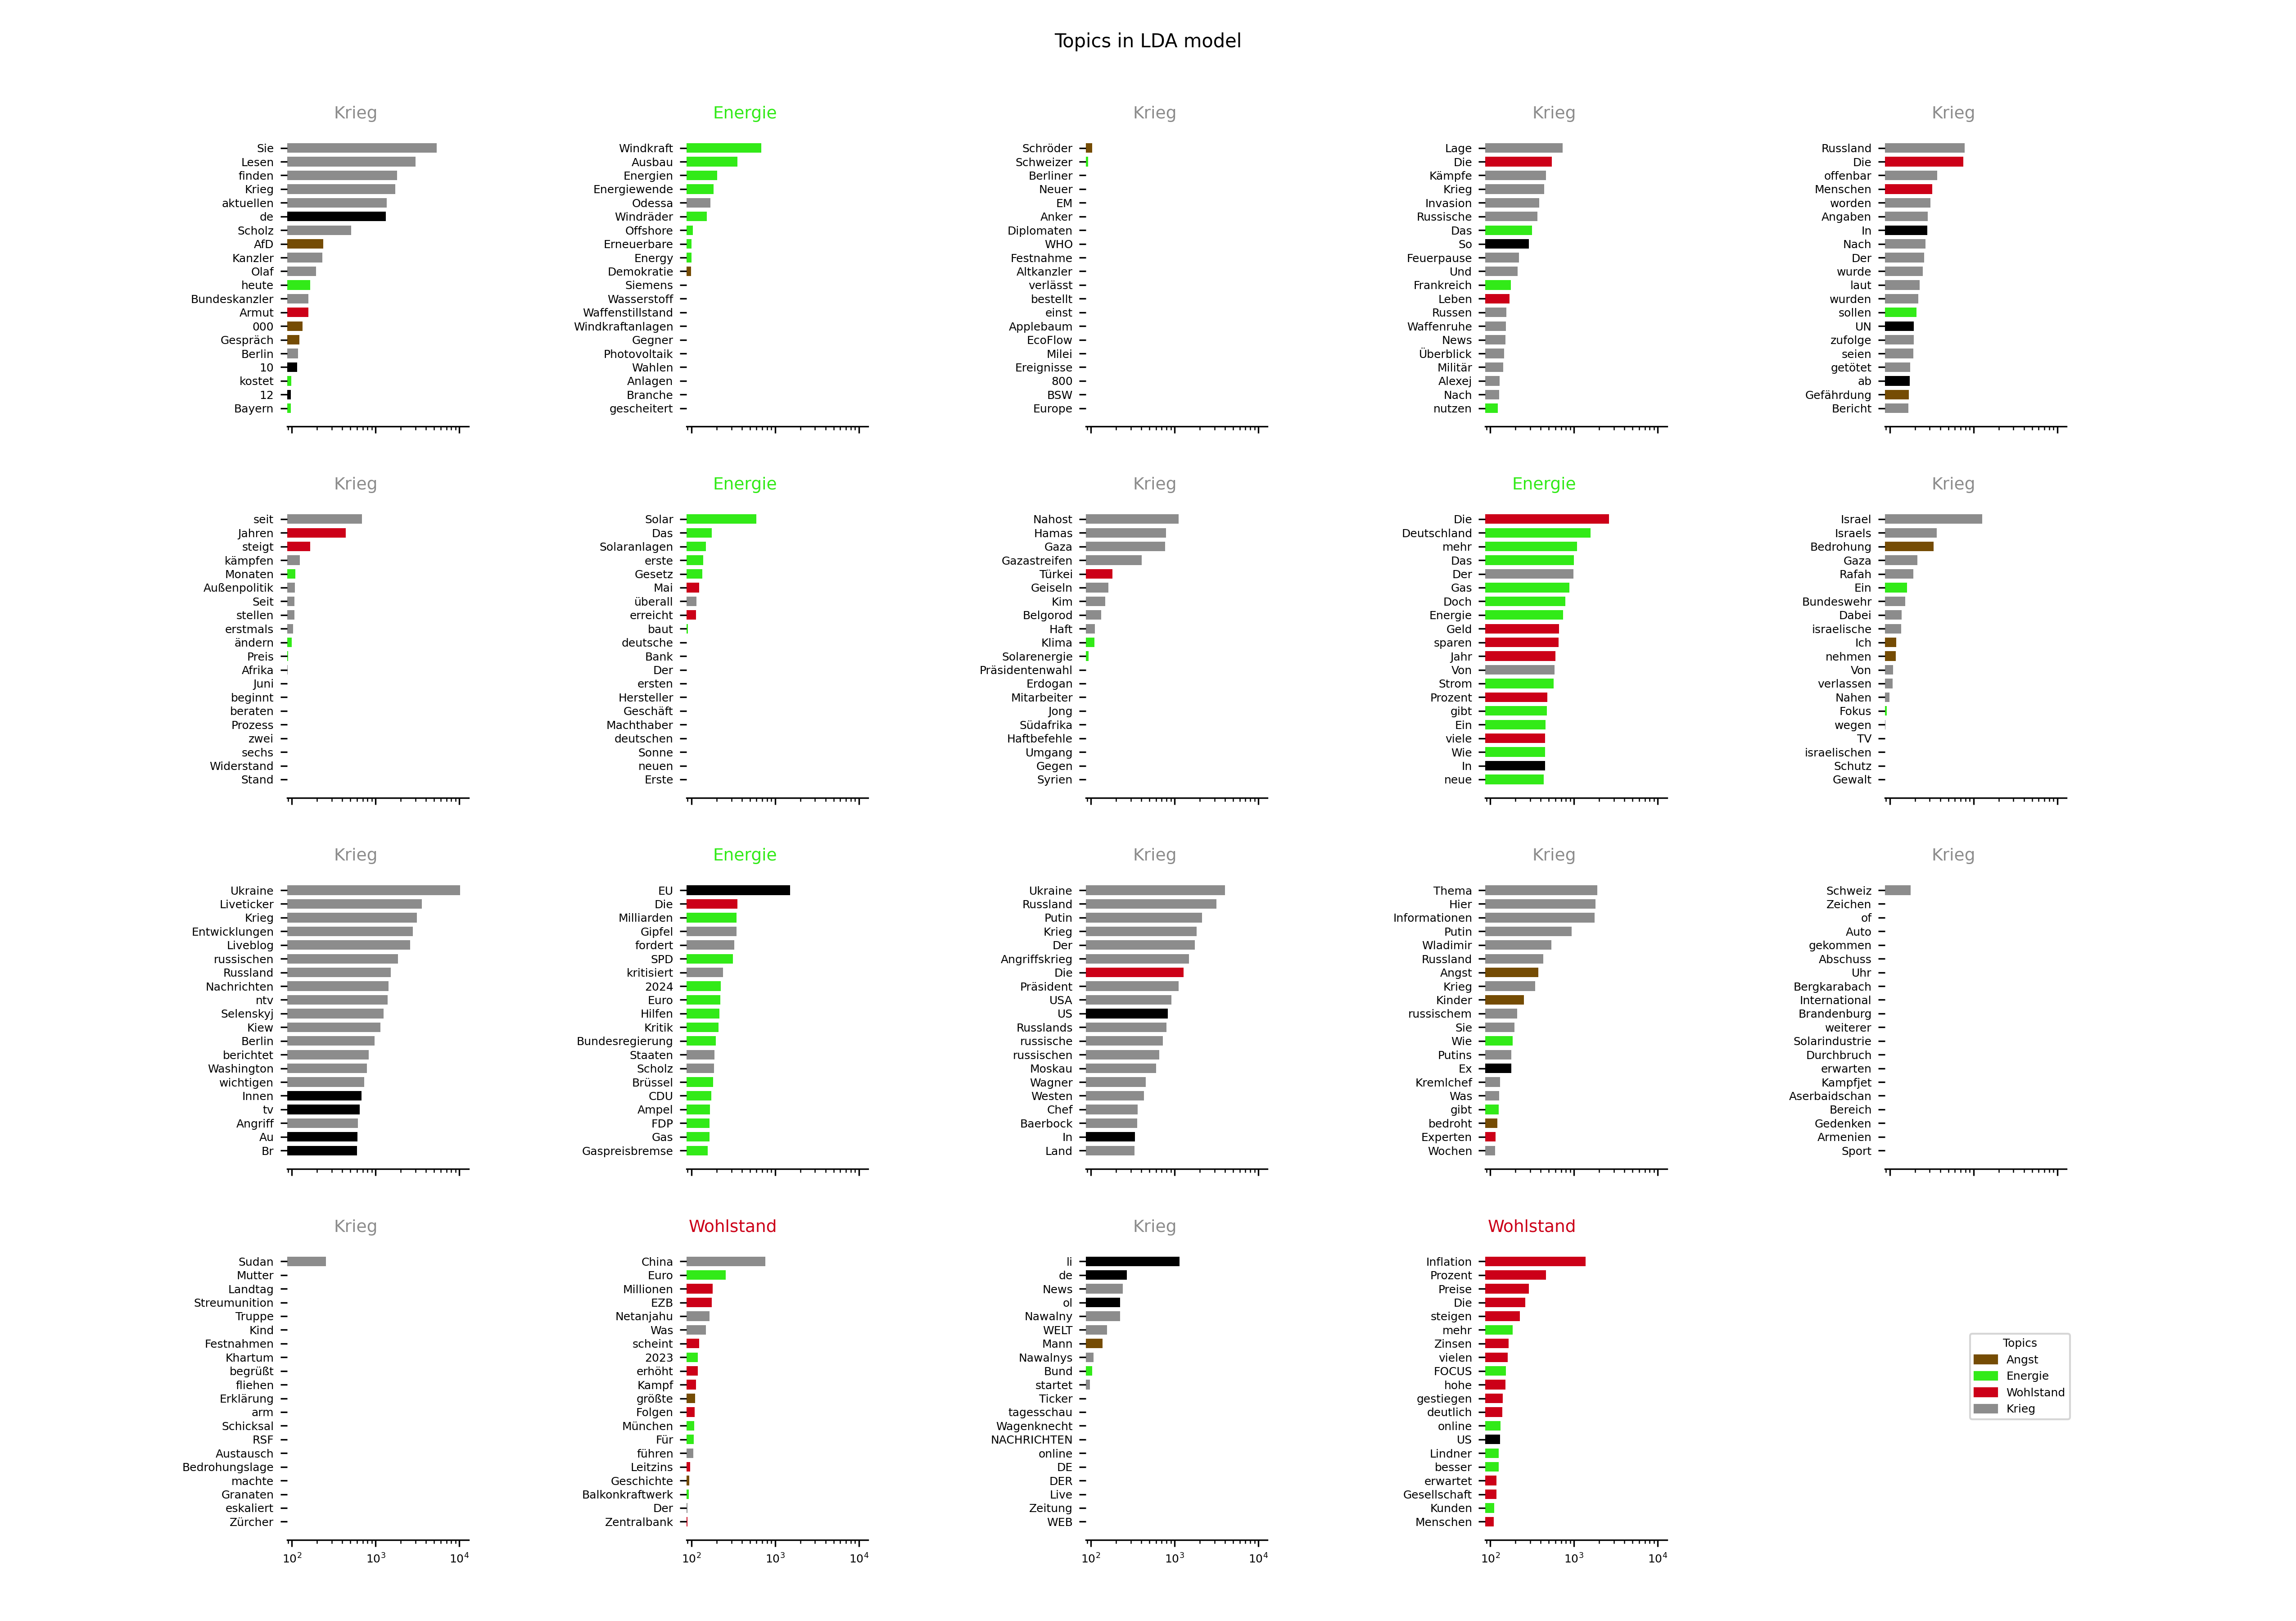 Topics in LDA model
Krieg
Sie
Lesen
finden
Krieg
aktuellen
de
Scholz
AfD
Kanzler
Olaf
heute
Bundeskanzler
Armut
000
Gespräch
Berlin
10
kostet
12
Bayern
Energie
Windkraft
Ausbau
Energien
Energiewende
Odessa
Windräder
Offshore
Erneuerbare
Energy
Demokratie
Siemens
Wasserstoff
Waffenstillstand
Windkraftanlagen
Gegner
Photovoltaik
Wahlen
Anlagen
Branche
gescheitert
Krieg
Schröder
Schweizer
Berliner
Neuer
EM
Anker
Diplomaten
WHO
Festnahme
Altkanzler
verlässt
bestellt
einst
Applebaum
EcoFlow
Milei
Ereignisse
800
BSW
Europe
Krieg
Lage
Die
Kämpfe
Krieg
Invasion
Russische
Das
So
Feuerpause
Und
Frankreich
Leben
Russen
Waffenruhe
News
Überblick
Militär
Alexej
Nach
nutzen
Krieg
Russland
Die
offenbar
Menschen
worden
Angaben
In
Nach
Der
wurde
laut
wurden
sollen
UN
zufolge
seien
getötet
ab
Gefährdung
Bericht
Krieg
seit
Jahren
steigt
kämpfen
Monaten
Außenpolitik
Seit
stellen
erstmals
ändern
Preis
Afrika
Juni
beginnt
beraten
Prozess
zwei
sechs
Widerstand
Stand
Energie
Solar
Das
Solaranlagen
erste
Gesetz
Mai
überall
erreicht
baut
deutsche
Bank
Der
ersten
Hersteller
Geschäft
Machthaber
deutschen
Sonne
neuen
Erste
Krieg
Nahost
Hamas
Gaza
Gazastreifen
Türkei
Geiseln
Kim
Belgorod
Haft
Klima
Solarenergie
Präsidentenwahl
Erdogan
Mitarbeiter
Jong
Südafrika
Haftbefehle
Umgang
Gegen
Syrien
Energie
Die
Deutschland
mehr
Das
Der
Gas
Doch
Energie
Geld
sparen
Jahr
Von
Strom
Prozent
gibt
Ein
viele
Wie
In
neue
Krieg
Israel
Israels
Bedrohung
Gaza
Rafah
Ein
Bundeswehr
Dabei
israelische
Ich
nehmen
Von
verlassen
Nahen
Fokus
wegen
TV
israelischen
Schutz
Gewalt
Krieg
Ukraine
Liveticker
Krieg
Entwicklungen
Liveblog
russischen
Russland
Nachrichten
ntv
Selenskyj
Kiew
Berlin
berichtet
Washington
wichtigen
Innen
tv
Angriff
Au
Br
Energie
EU
Die
Milliarden
Gipfel
fordert
SPD
kritisiert
2024
Euro
Hilfen
Kritik
Bundesregierung
Staaten
Scholz
Brüssel
CDU
Ampel
FDP
Gas
Gaspreisbremse
Krieg
Ukraine
Russland
Putin
Krieg
Der
Angriffskrieg
Die
Präsident
USA
US
Russlands
russische
russischen
Moskau
Wagner
Westen
Chef
Baerbock
In
Land
Krieg
Thema
Hier
Informationen
Putin
Wladimir
Russland
Angst
Krieg
Kinder
russischem
Sie
Wie
Putins
Ex
Kremlchef
Was
gibt
bedroht
Experten
Wochen
Krieg
Schweiz
Zeichen
of
Auto
gekommen
Abschuss
Uhr
Bergkarabach
International
Brandenburg
weiterer
Solarindustrie
Durchbruch
erwarten
Kampfjet
Aserbaidschan
Bereich
Gedenken
Armenien
Sport
Krieg
Sudan
Mutter
Landtag
Streumunition
Truppe
Kind
Festnahmen
Khartum
begrüßt
fliehen
Erklärung
arm
Schicksal
RSF
Austausch
Bedrohungslage
machte
Granaten
eskaliert
Zürcher
10² 10³ 10⁴
Wohlstand
China
Euro
Millionen
EZB
Netanjahu
Was
scheint
2023
erhöht
Kampf
größte
Folgen
München
Für
führen
Leitzins
Geschichte
Balkonkraftwerk
Der
Zentralbank
10² 10³ 10⁴
Krieg
li
de
News
ol
Nawalny
WELT
Mann
Nawalnys
Bund
startet
Ticker
tagesschau
Wagenknecht
NACHRICHTEN
online
DE
DER
Live
Zeitung
WEB
10² 10³ 10⁴
Wohlstand
Inflation
Prozent
Preise
Die
steigen
mehr
Zinsen
vielen
FOCUS
hohe
gestiegen
deutlich
online
US
Lindner
besser
erwartet
Gesellschaft
Kunden
Menschen
10² 10³ 10⁴
Topics
Angst
Energie
Wohlstand
Krieg